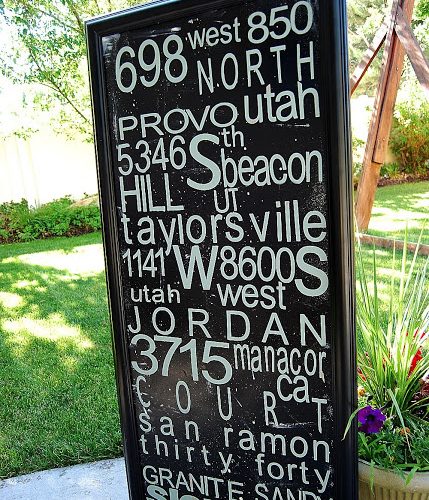 698 west 850
NORTH
PROVO utah
5346 Sth beacon
HILL UT
taylorsville
1141 W 8600 S
utah west
JORDAN
3715 manacor
COURT ca
san ramon
thirty forty
GRANITE SANDY